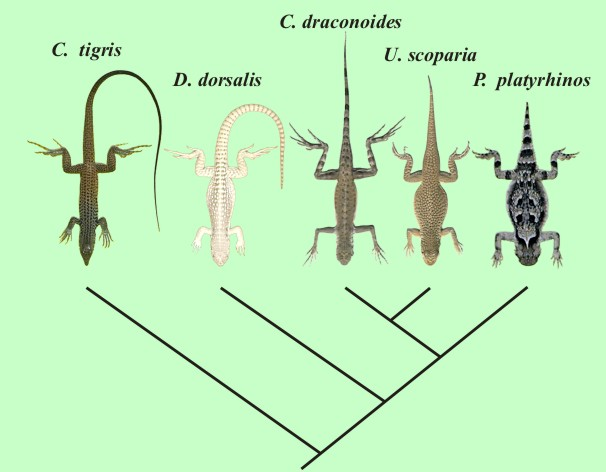 C. draconoides
C. tigris
U. scoparia
D. dorsalis
P. platyrhinos